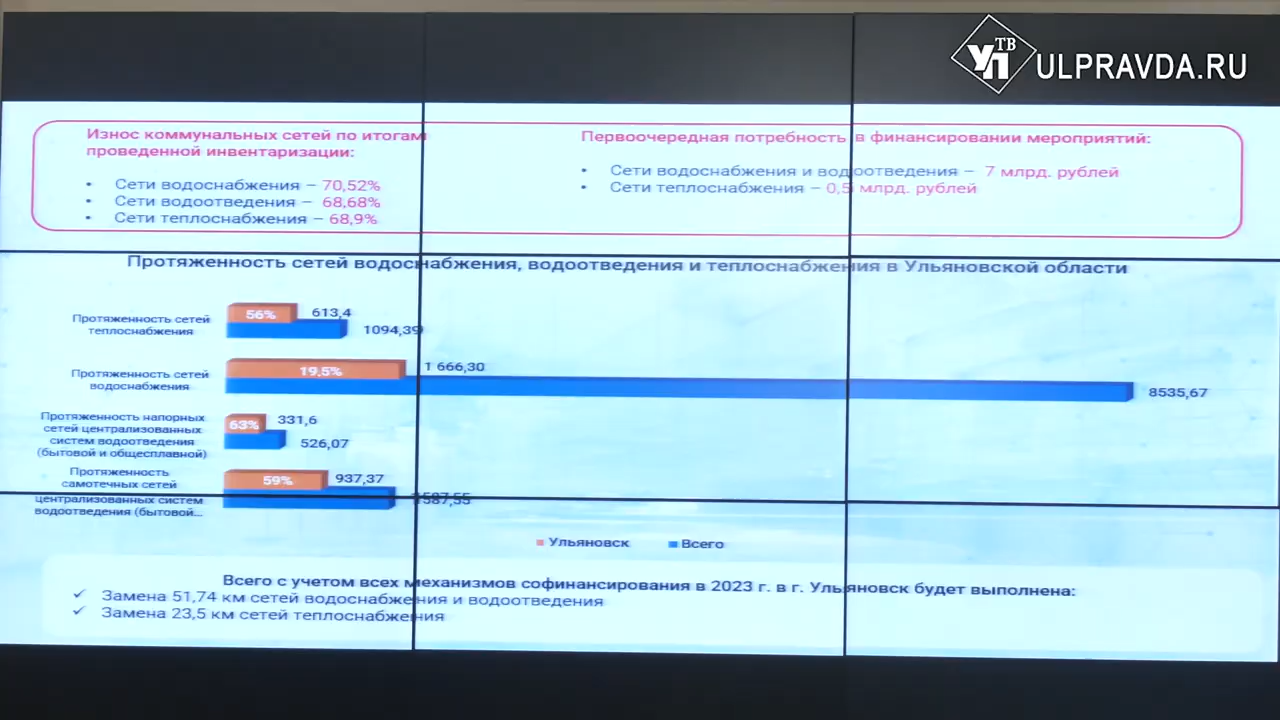 УП ТВ ULPRAVDA.RU
Износ коммунальных сетей по итогам
проведенной инвентаризации:
• Сети водоснабжения – 70,52%
• Сети водоотведения – 68,68%
• Сети теплоснабжения – 68,9%
Первоочередная потребность в финансировании мероприятий:
• Сети водоснабжения и водоотведения – 7 млрд. рублей
• Сети теплоснабжения – 0,5 млрд. рублей
Протяженность сетей водоснабжения, водоотведения и теплоснабжения в Ульяновской области
Протяженность сетей
теплоснабжения
56% 613,4
1094,39
Протяженность сетей
водоснабжения
19,5% 1 666,30
8535,67
Протяженность напорных
сетей централизованных
систем водоотведения
(бытовой и общесплавной)
63% 331,6
526,07
Протяженность
самотечных сетей
централизованных систем
водоотведения (бытовой...
59% 937,37
1587,55
Ульяновск Всего
Всего с учетом всех механизмов софинансирования в 2023 г. в г. Ульяновск будет выполнена:
✓ Замена 51,74 км сетей водоснабжения и водоотведения
✓ Замена 23,5 км сетей теплоснабжения